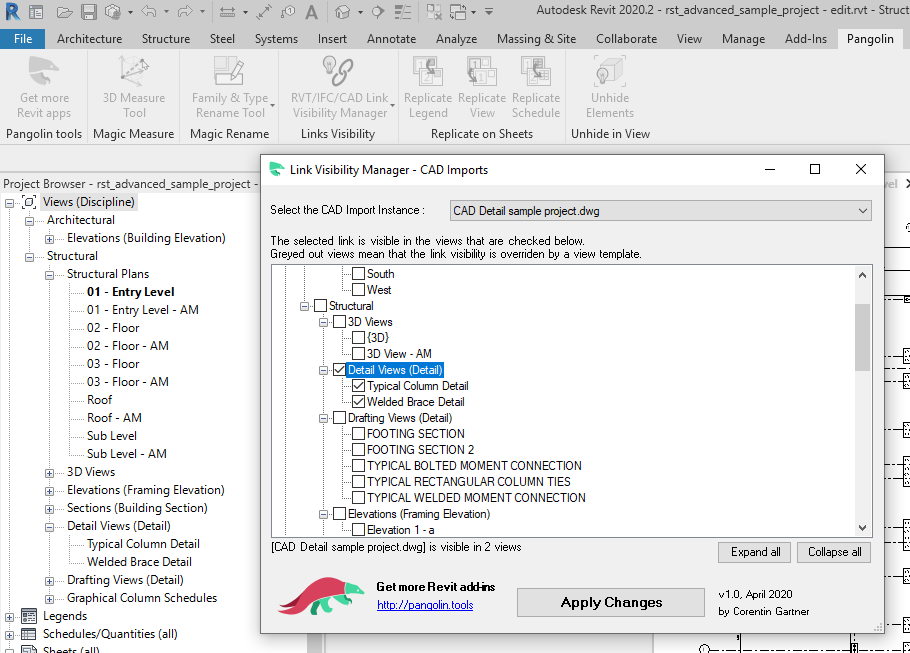 Autodesk Revit 2020.2 - rst_advanced_sample_project - edit.rvt - Struct
File Architecture Structure Steel Systems Insert Annotate Analyze Massing & Site Collaborate View Manage Add-Ins Pangolin
Get more Revit apps
3D Measure Tool
Family & Type Rename Tool
RVT/IFC/CAD Link Visibility Manager
Replicate Legend
Replicate View
Replicate Schedule
Unhide Elements
Pangolin tools Magic Measure Magic Rename Links Visibility Replicate on Sheets Unhide in View
Project Browser - rst_advanced_sample_project -
Views (Discipline)
Architectural
Elevations (Building Elevation)
Structural
Structural Plans
01 - Entry Level
01 - Entry Level - AM
02 - Floor
02 - Floor - AM
03 - Floor
03 - Floor - AM
Roof
Roof - AM
Sub Level
Sub Level - AM
3D Views
Elevations (Framing Elevation)
Sections (Building Section)
Detail Views (Detail)
Typical Column Detail
Welded Brace Detail
Drafting Views (Detail)
Graphical Column Schedules
Legends
Schedules/Quantities (all)
Sheets (all)
Link Visibility Manager - CAD Imports
Select the CAD Import Instance :
CAD Detail sample project.dwg
The selected link is visible in the views that are checked below.
Greyed out views mean that the link visibility is overriden by a view template.
South
West
Structural
3D Views
{3D}
3D View - AM
Detail Views (Detail)
Typical Column Detail
Welded Brace Detail
Drafting Views (Detail)
FOOTING SECTION
FOOTING SECTION 2
TYPICAL BOLTED MOMENT CONNECTION
TYPICAL RECTANGULAR COLUMN TIES
TYPICAL WELDED MOMENT CONNECTION
Elevations (Framing Elevation)
Elevation 1 - a
[CAD Detail sample project.dwg] is visible in 2 views
Expand all
Collapse all
Get more Revit add-ins
http://pangolin.tools
Apply Changes
v1.0, April 2020
by Corentin Gartner